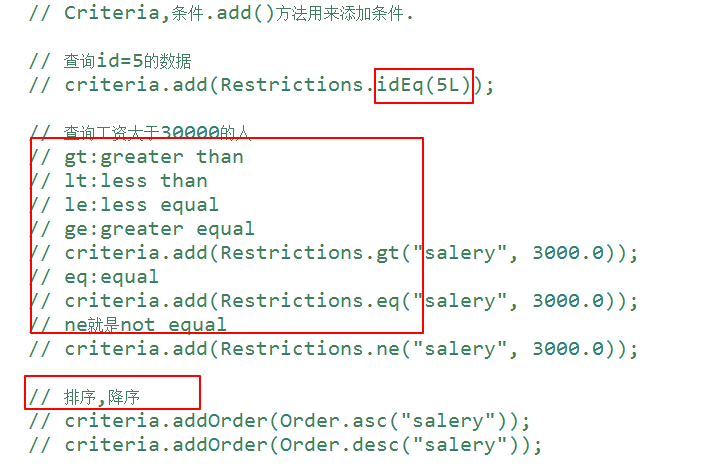 // Criteria,条件.add()方法用来添加条件.
// 查询id=5的数据
// criteria.add(Restrictions.idEq(5L));
// 查询工资大于30000的人
// gt:greater than
// lt:less than
// le:less equal
// ge:greater equal
// criteria.add(Restrictions.gt("salery", 3000.0));
// eq:equal
// criteria.add(Restrictions.eq("salery", 3000.0));
// ne就是not equal
// criteria.add(Restrictions.ne("salery", 3000.0));
// 排序,降序
// criteria.addOrder(Order.asc("salery"));
// criteria.addOrder(Order.desc("salery"));